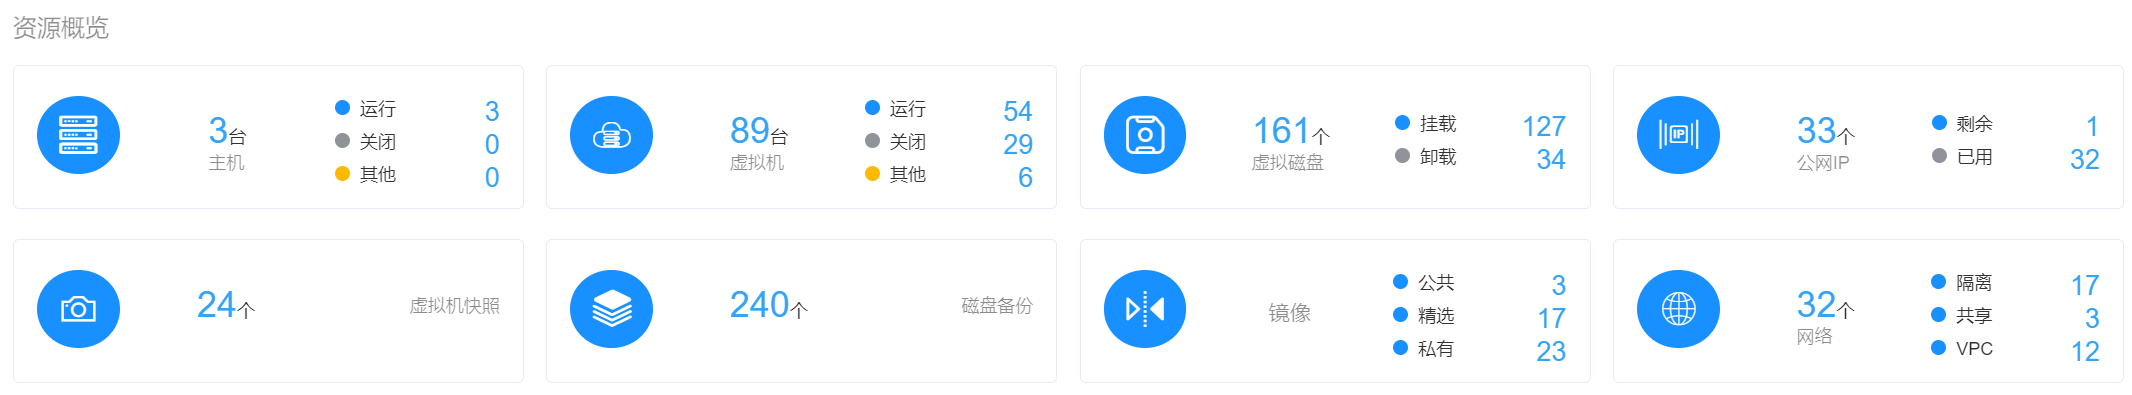 资源概览
3台
主机
运行 3
关闭 0
其他 0
89台
虚拟机
运行 54
关闭 29
其他 6
161个
虚拟磁盘
挂载 127
卸载 34
IP
33个
公网IP
剩余 1
已用 32
24个
虚拟机快照
240个
磁盘备份
镜像
公共 3
精选 17
私有 23
32个
网络
隔离 17
共享 3
VPC 12